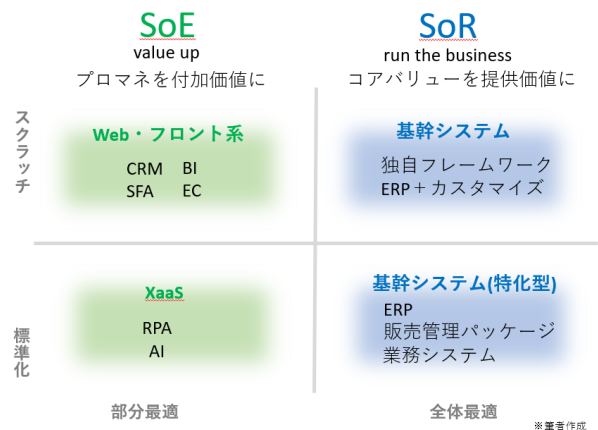 SoE
value up
プロマネを付加価値に
SoR
run the business
コアバリューを提供価値に
スクラッチ
Web・フロント系
CRM BI
SFA EC
基幹システム
独自フレームワーク
ERP＋カスタマイズ
標準化
XaaS
RPA
AI
基幹システム(特化型)
ERP
販売管理パッケージ
業務システム
部分最適
全体最適
※筆者作成